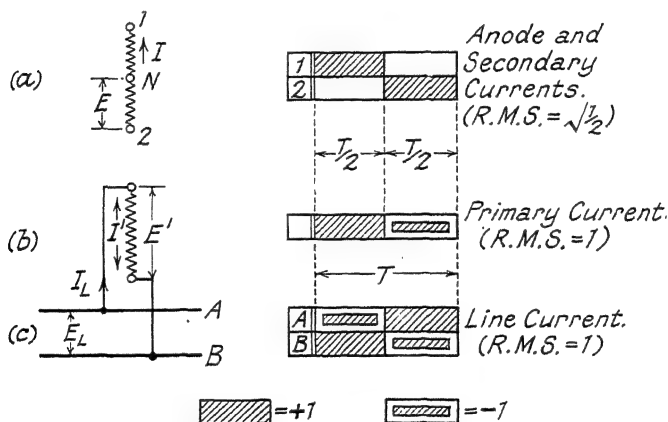 (a)
1
I
N
E
2
1
2
Anode and
Secondary
Currents.
(R.M.S.=√1/2)
T/2
T/2
(b)
I'
E'
I_L
Primary Current.
(R.M.S.=1)
T
(c)
E_L
A
B
A
B
Line Current.
(R.M.S.=1)
=+1
=-1